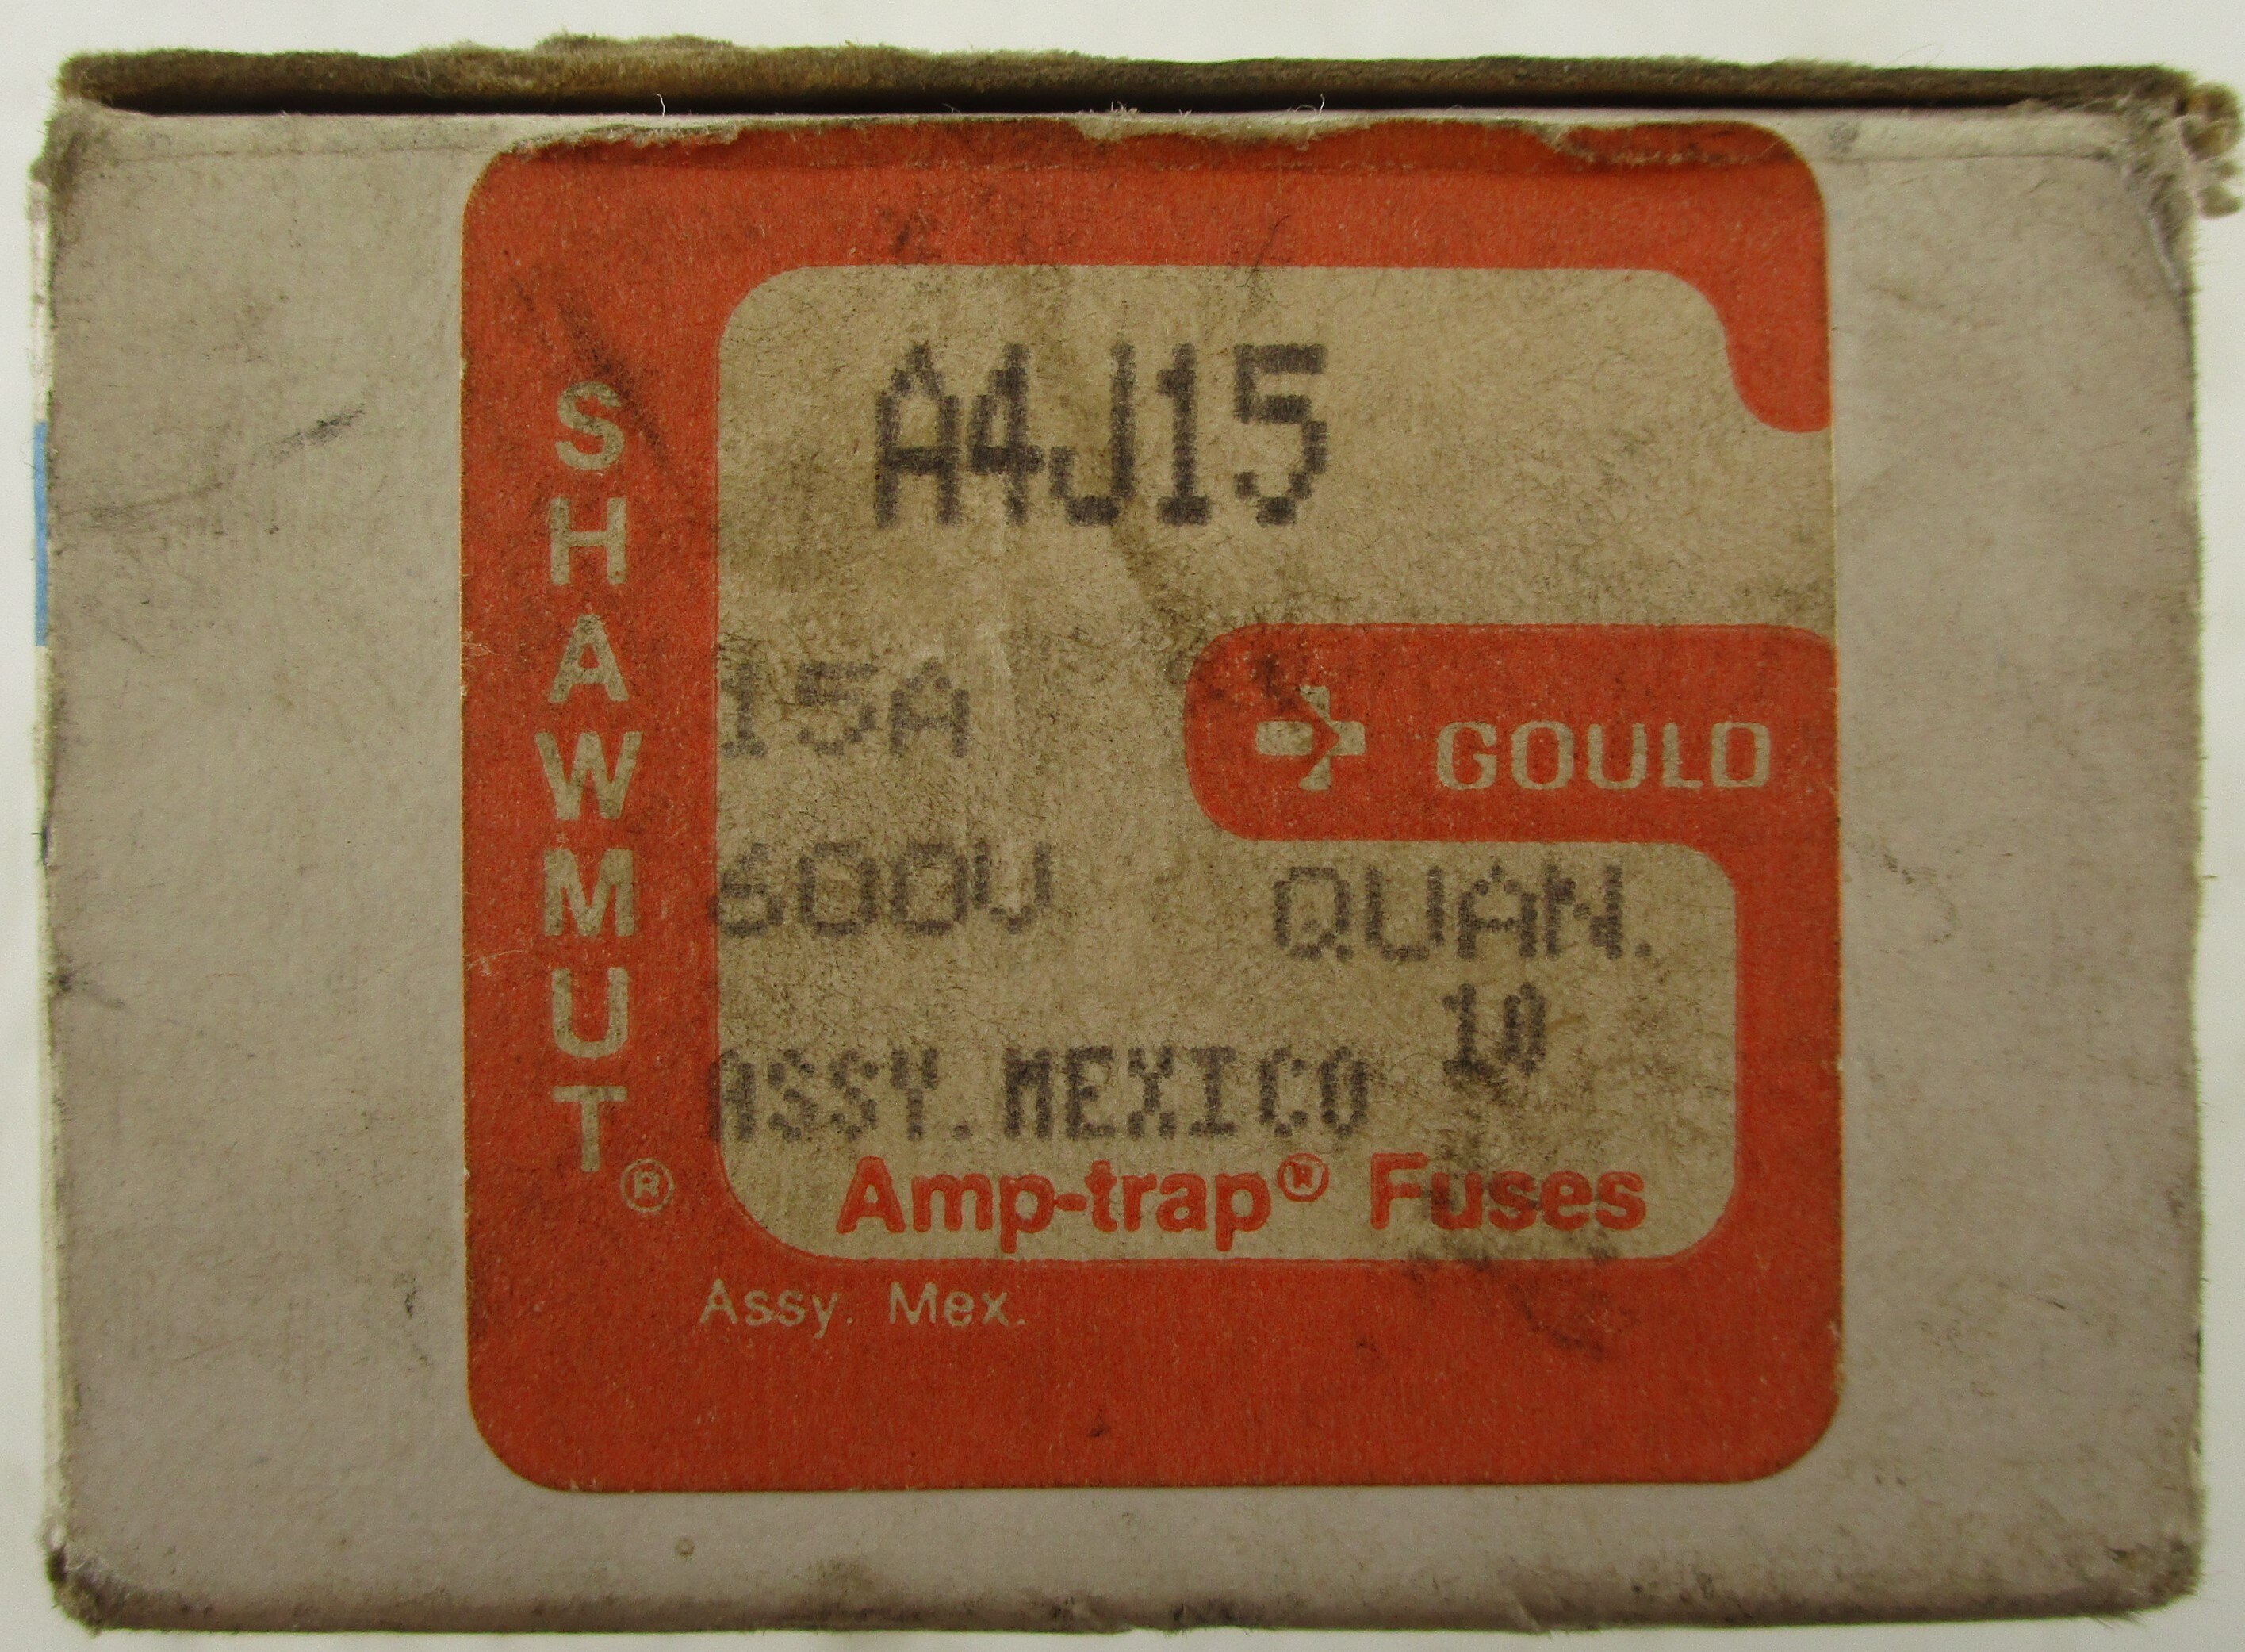 SHAWMUT®
A4J15
15A
GOULD
600V
QUAN.
10
ASSY.MEXICO
Amp-trap® Fuses
Assy. Mex.